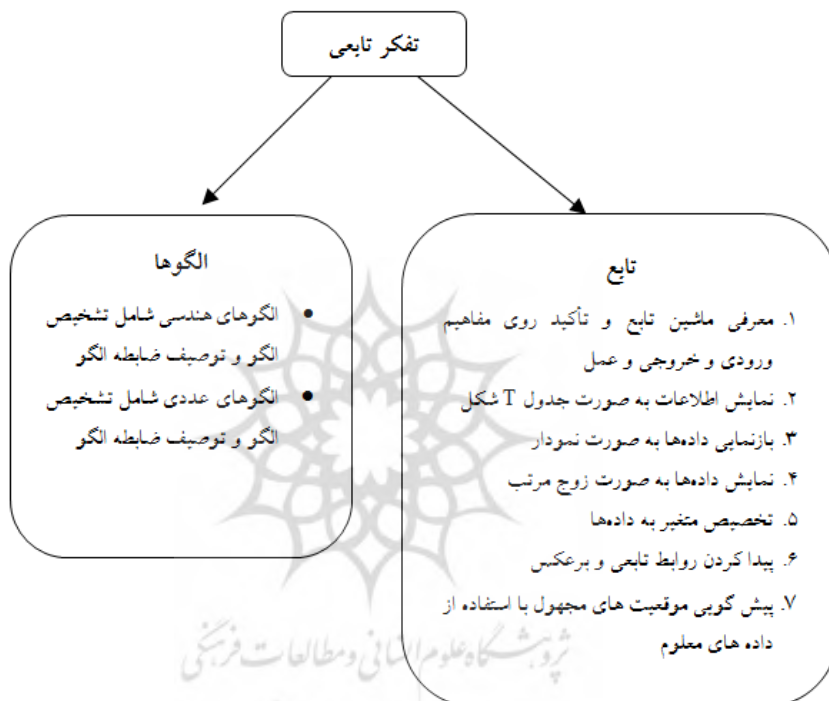 تفکر تابعی
تابع
۱. معرفی ماشین تابع و تأکید روی مفاهیم
ورودی و خروجی و عمل
۲. نمایش اطلاعات به صورت جدول T شکل
۳. بازنمایی داده‌ها به صورت نمودار
۴. نمایش داده‌ها به صورت زوج مرتب
۵. تخصیص متغیر به داده‌ها
۶. پیدا کردن روابط تابعی و برعکس
۷. پیش گویی موقعیت های مجهول با استفاده از
داده های معلوم
الگوها
• الگوهای هندسی شامل تشخیص
الگو و توصیف ضابطه الگو
• الگوهای عددی شامل تشخیص
الگو و توصیف ضابطه الگو
پژوهشگاه علوم انسانی و مطالعات فرهنگی